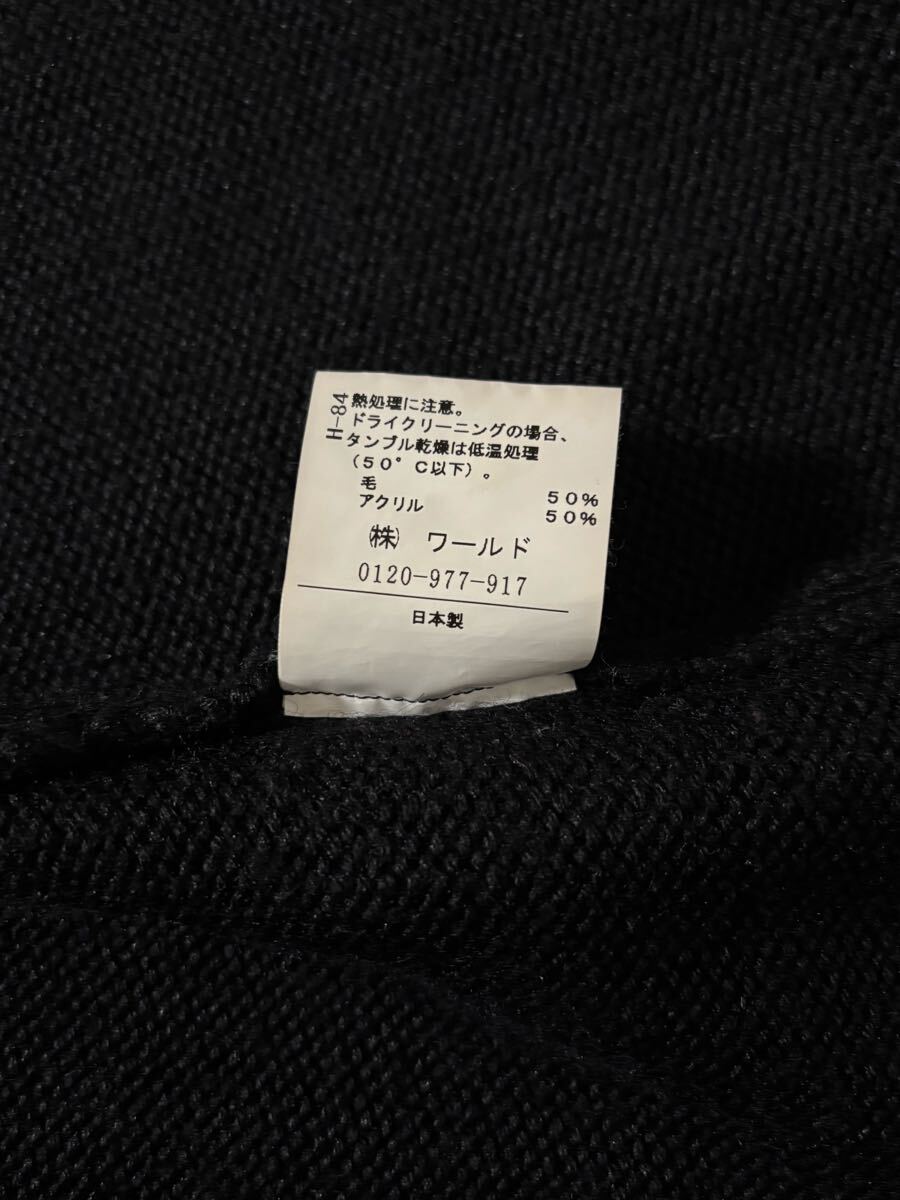 H-84
熱処理に注意。
ドライクリーニングの場合、
タンブル乾燥は低温処理
（５０°Ｃ以下）。
毛 ５０％
アクリル ５０％
㈱ ワールド
0120-977-917
日本製